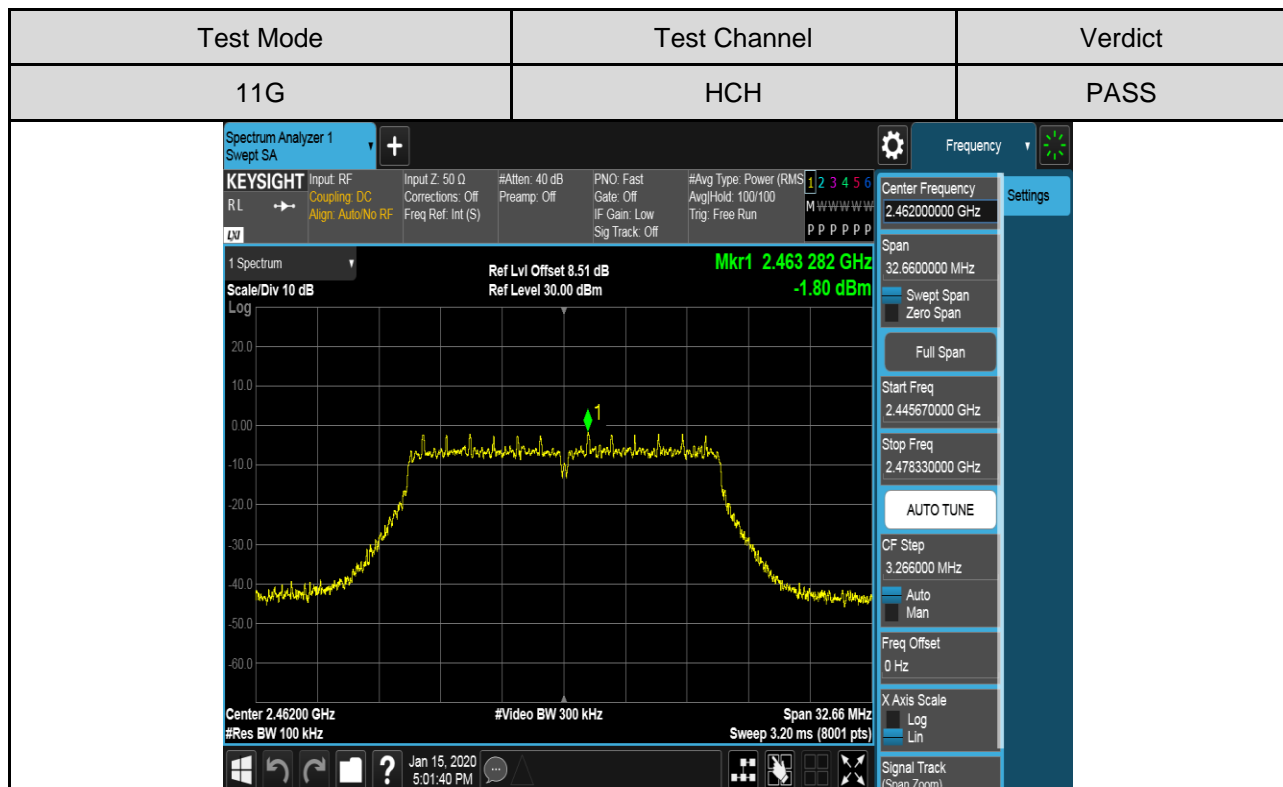 Test Mode Test Channel Verdict
11G HCH PASS
Spectrum Analyzer 1
Swept SA
Frequency
KEYSIGHT Input: RF Input Z: 50 Ω #Atten: 40 dB PNO: Fast #Avg Type: Power (RMS 1 2 3 4 5 6
RL Coupling: DC Corrections: Off Preamp: Off Gate: Off Avg|Hold: 100/100 M W W W W W
Align: Auto/No RF Freq Ref: Int (S) IF Gain: Low Trig: Free Run
LXI Sig Track: Off P P P P P P
1 Spectrum
Scale/Div 10 dB
Ref Lvl Offset 8.51 dB
Ref Level 30.00 dBm
Mkr1 2.463 282 GHz
-1.80 dBm
Log
20.0
10.0
0.00
-10.0
-20.0
-30.0
-40.0
-50.0
-60.0
1
Center 2.46200 GHz #Video BW 300 kHz Span 32.66 MHz
#Res BW 100 kHz Sweep 3.20 ms (8001 pts)
Jan 15, 2020
5:01:40 PM
?
Center Frequency
2.462000000 GHz
Settings
Span
32.6600000 MHz
Swept Span
Zero Span
Full Span
Start Freq
2.445670000 GHz
Stop Freq
2.478330000 GHz
AUTO TUNE
CF Step
3.266000 MHz
Auto
Man
Freq Offset
0 Hz
X Axis Scale
Log
Lin
Signal Track
(Span Zoom)